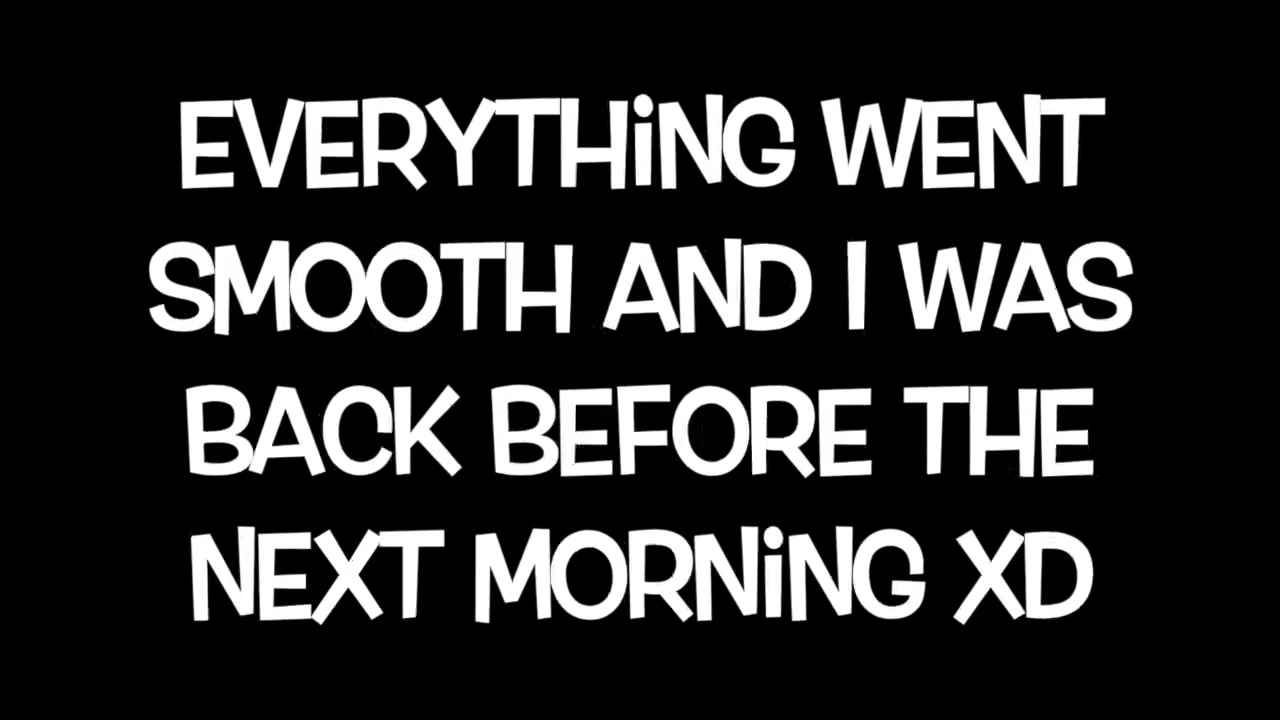 EVERYTHiNG WENT
SMOOTH AND I WAS
BACK BEFORE THE
NEXT MORNiNG XD